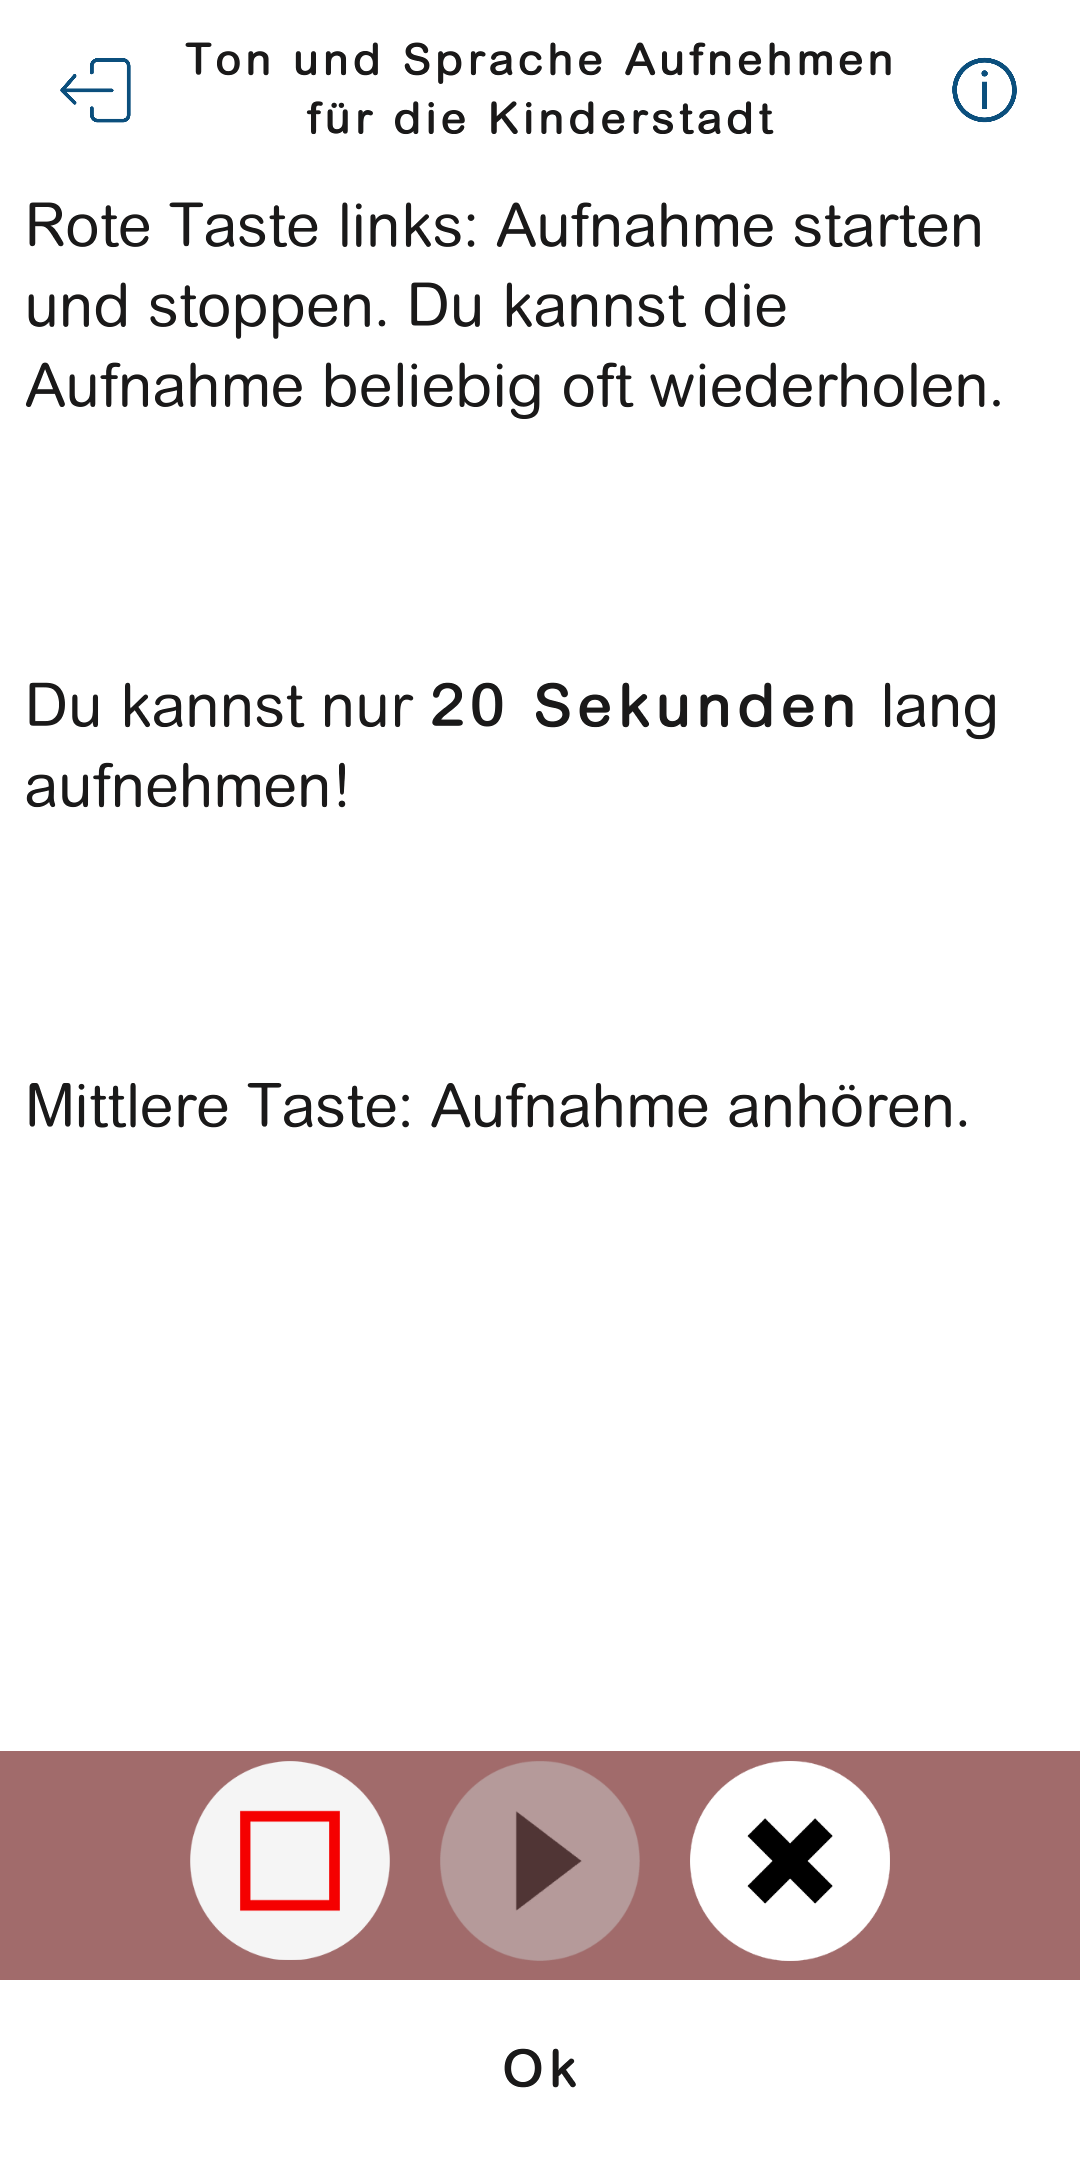 Ton und Sprache Aufnehmen
für die Kinderstadt
Rote Taste links: Aufnahme starten
und stoppen. Du kannst die
Aufnahme beliebig oft wiederholen.
Du kannst nur 20 Sekunden lang
aufnehmen!
Mittlere Taste: Aufnahme anhören.
Ok